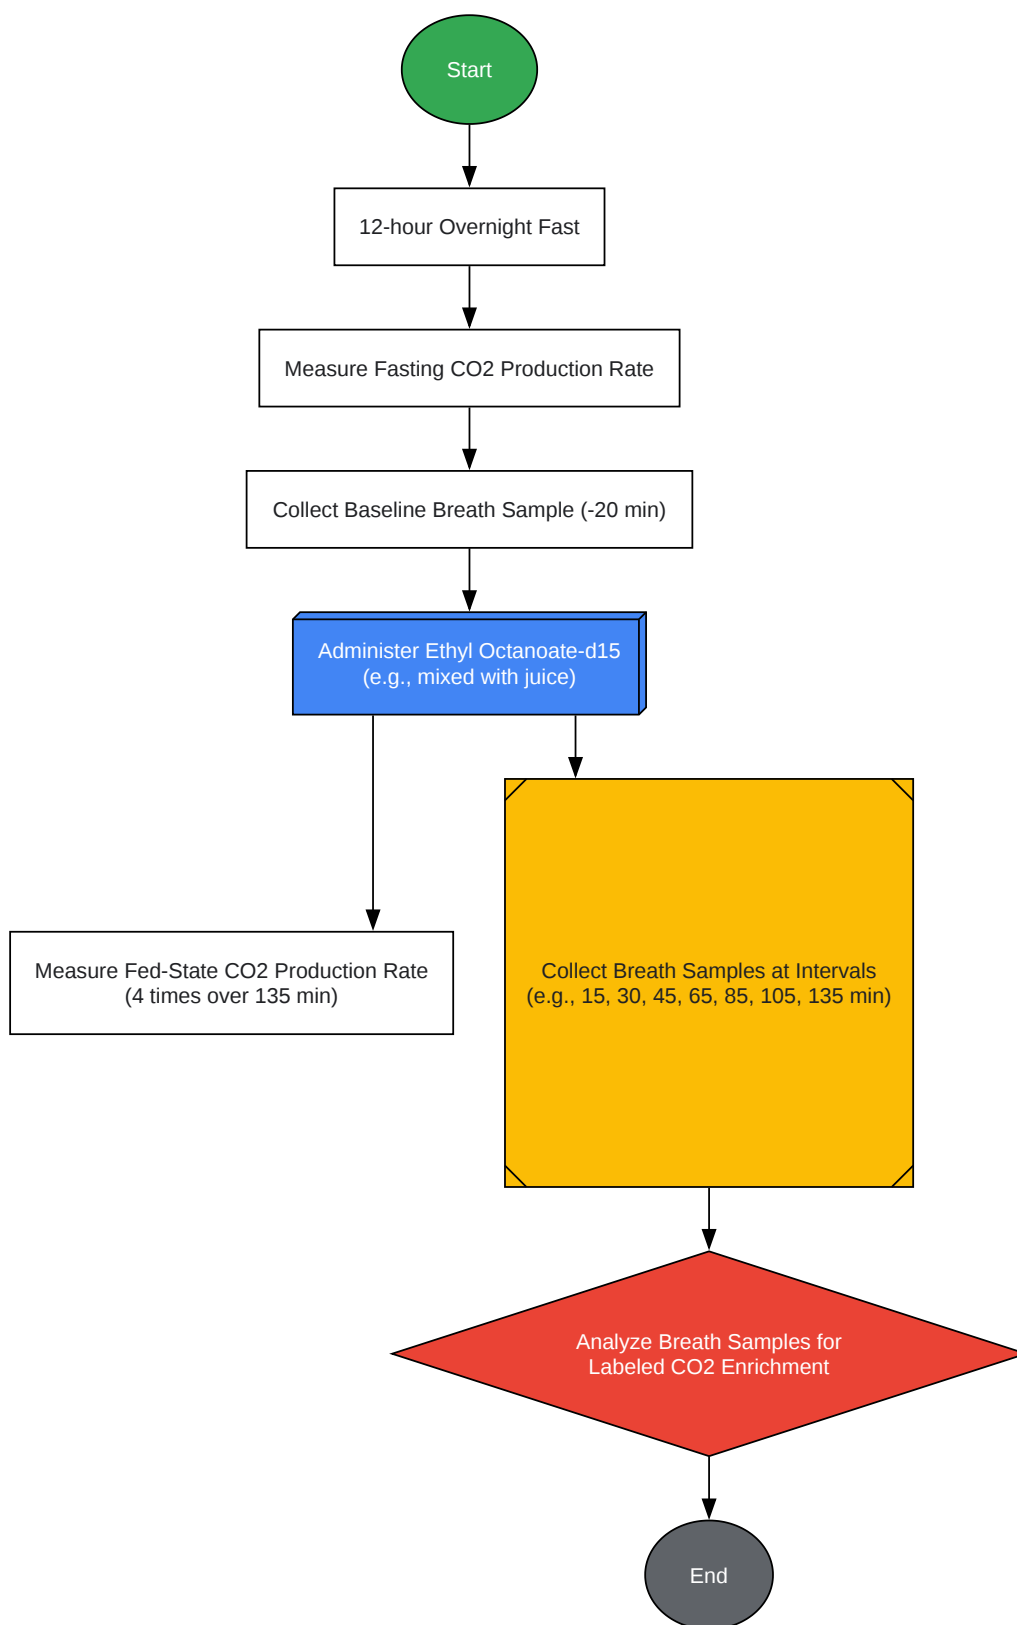 Start
12-hour Overnight Fast
Measure Fasting CO2 Production Rate
Collect Baseline Breath Sample (-20 min)
Administer Ethyl Octanoate-d15
(e.g., mixed with juice)
Measure Fed-State CO2 Production Rate
(4 times over 135 min)
Collect Breath Samples at Intervals
(e.g., 15, 30, 45, 65, 85, 105, 135 min)
Analyze Breath Samples for
Labeled CO2 Enrichment
End